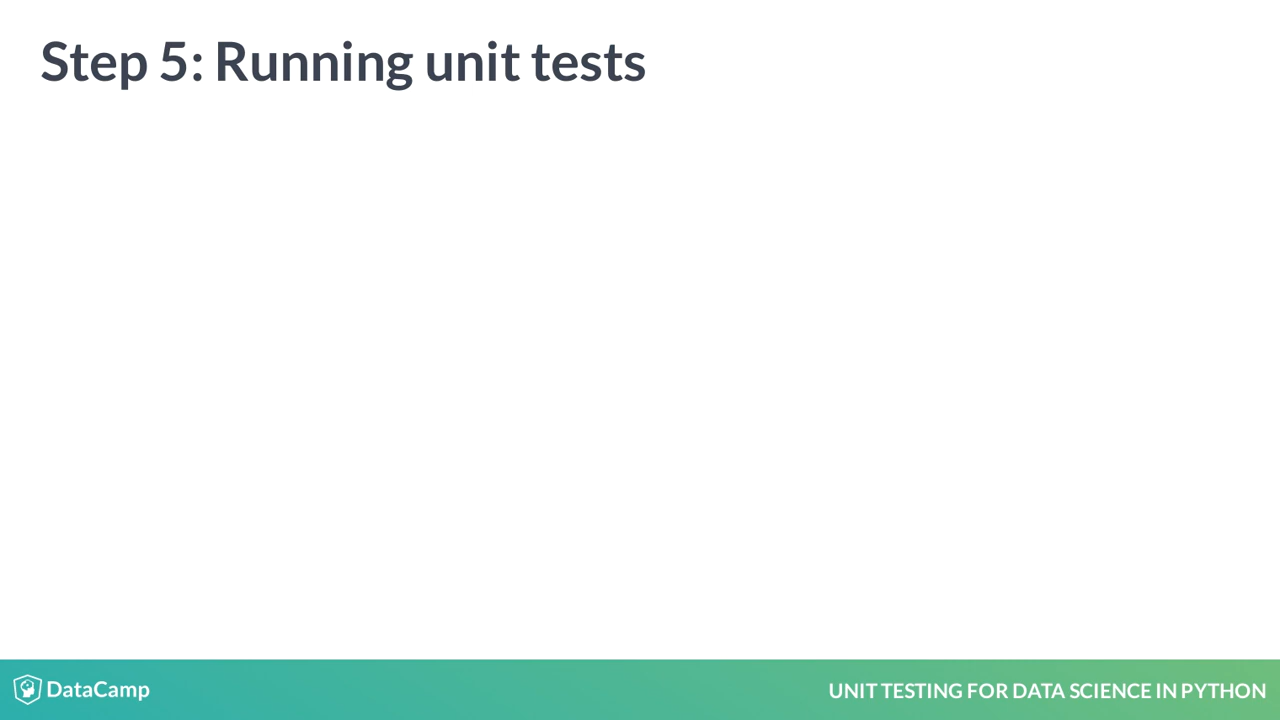 Step 5: Running unit tests
DataCamp
UNIT TESTING FOR DATA SCIENCE IN PYTHON